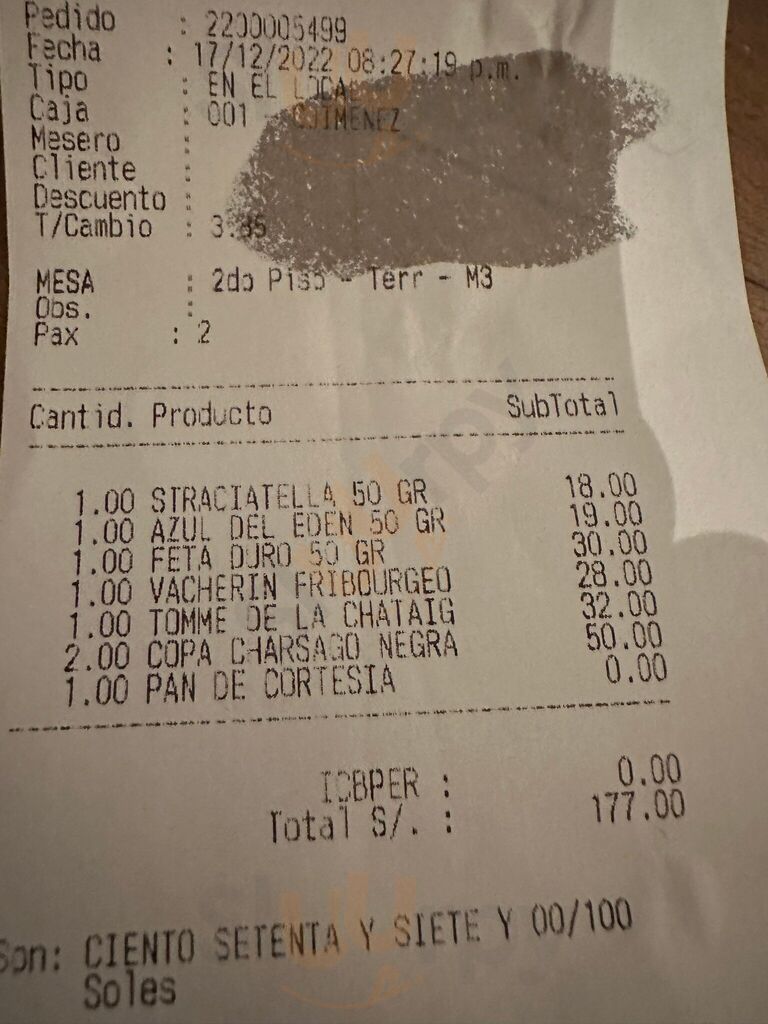 Pedido : 2200005499
Fecha : 17/12/2022 08:27:19 p.m.
Tipo : EN EL LOCAL
Caja : 001 - CJIMENEZ
Mesero :
Cliente :
Descuento :
T/Cambio : 3.85
MESA : 2do Piso - Terr - M3
Obs. :
Pax : 2
Cantid. Producto SubTotal
1.00 STRACIATELLA 50 GR 18.00
1.00 AZUL DEL EDEN 50 GR 19.00
1.00 FETA DURO 50 GR 30.00
1.00 VACHERIN FRIBOURGEO 28.00
1.00 TOMME DE LA CHATAIG 32.00
2.00 COPA CHARSAGO NEGRA 50.00
1.00 PAN DE CORTESIA 0.00
ICBPER : 0.00
Total S/. : 177.00
Son: CIENTO SETENTA Y SIETE Y 00/100
Soles